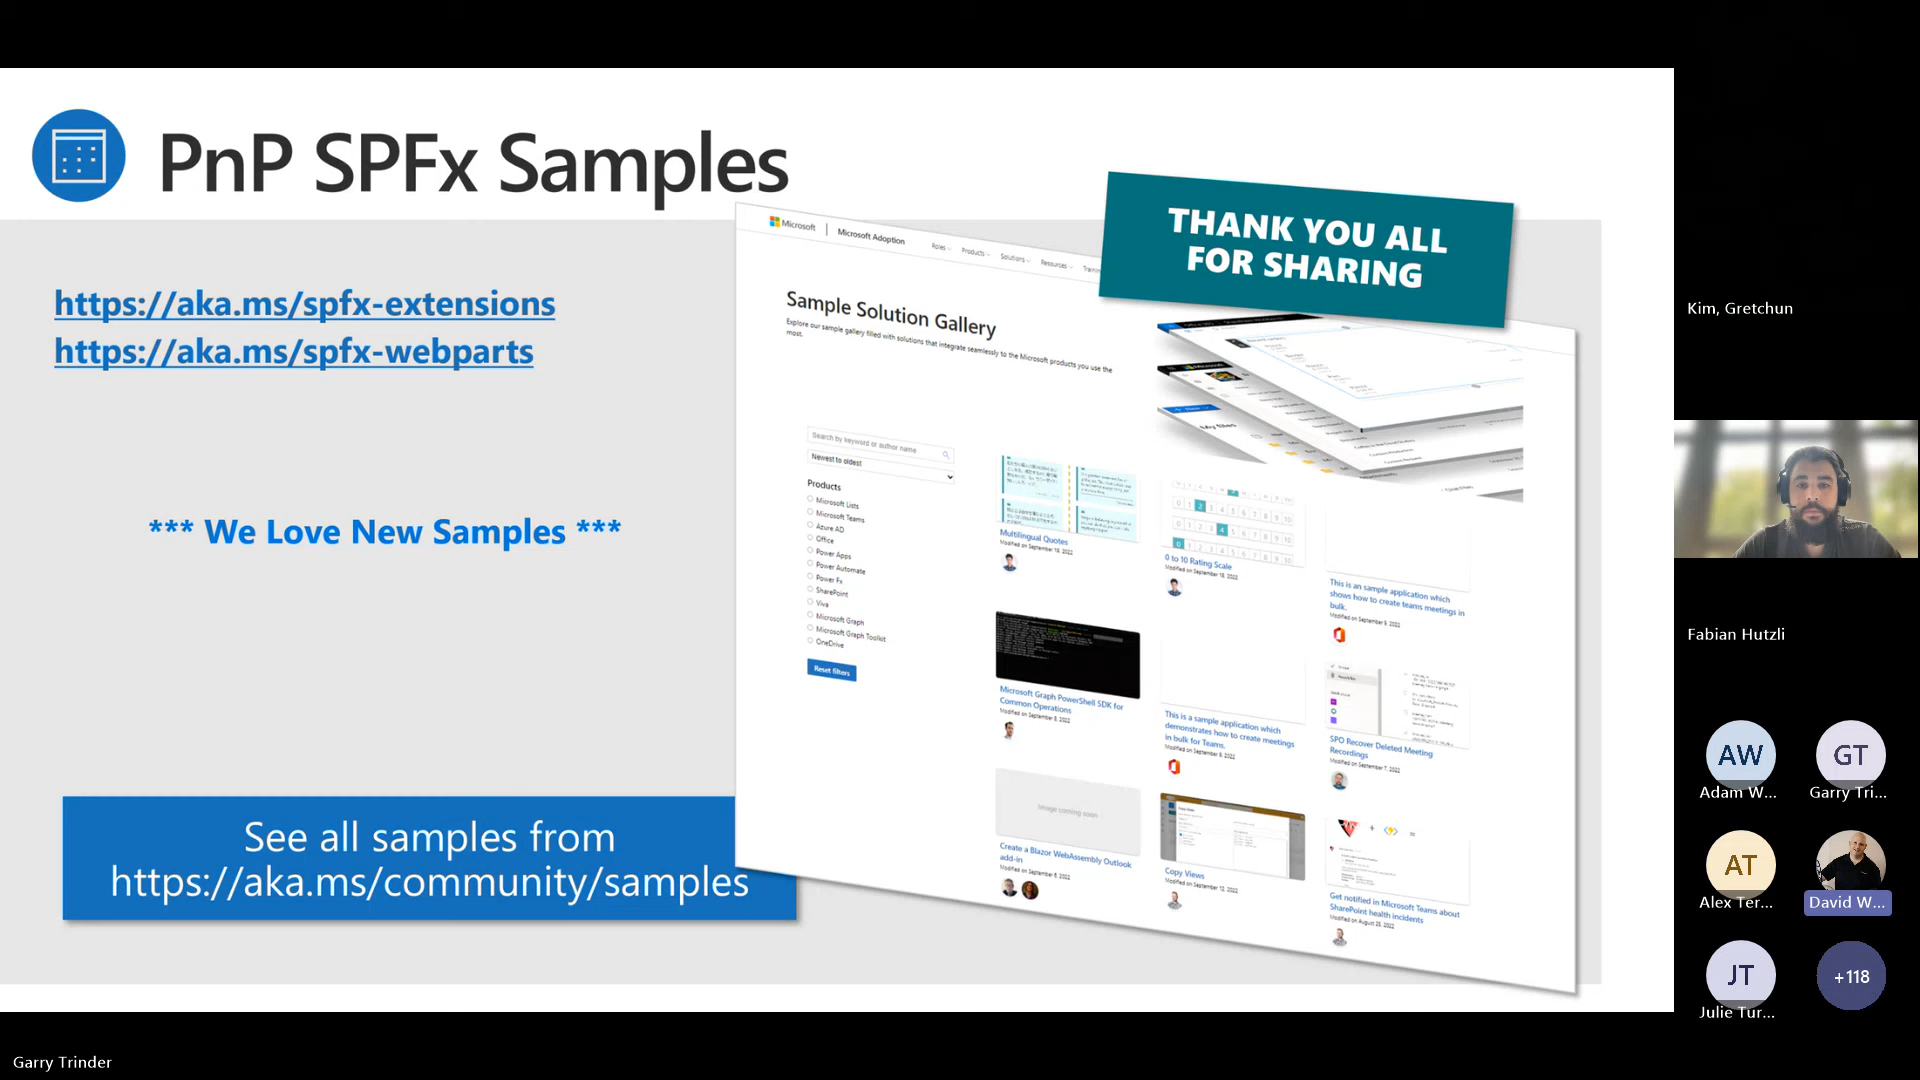 PnP SPFx Samples
https://aka.ms/spfx-extensions
https://aka.ms/spfx-webparts
*** We Love New Samples ***
See all samples from
https://aka.ms/community/samples
THANK YOU ALL
FOR SHARING
Microsoft | Microsoft Adoption
Roles
Products
Solutions
Resources
Sample Solution Gallery
Explore our sample gallery filled with solutions that integrate seamlessly to the Microsoft products you use the
most.
Search by keyword or author name
Newest to oldest
Products
Microsoft Lists
Microsoft Teams
Azure AD
Office
Power Apps
Power Automate
Power Fx
SharePoint
Viva
Microsoft Graph
Microsoft Graph Toolkit
OneDrive
Reset filters
My files
Multilingual Quotes
Modified on September 18, 2022
0 to 10 Rating Scale
Modified on September 18, 2022
This is an sample application which
shows how to create teams meetings in
bulk.
Modified on September 9, 2022
Microsoft Graph PowerShell SDK for
Common Operations
Modified on September 8, 2022
This is a sample application which
demonstrates how to create meetings
in bulk for Teams.
Modified on September 9, 2022
SPO Recover Deleted Meeting
Recordings
Modified on September 7, 2022
Image coming soon
Create a Blazor WebAssembly Outlook
add-in
Modified on September 6, 2022
Copy Views
Modified on September 12, 2022
Get notified in Microsoft Teams about
SharePoint health incidents
Modified on August 25, 2022
Kim, Gretchun
Fabian Hutzli
AW
Adam W...
GT
Garry Tri...
AT
Alex Ter...
David W...
JT
Julie Tur...
+118
Garry Trinder